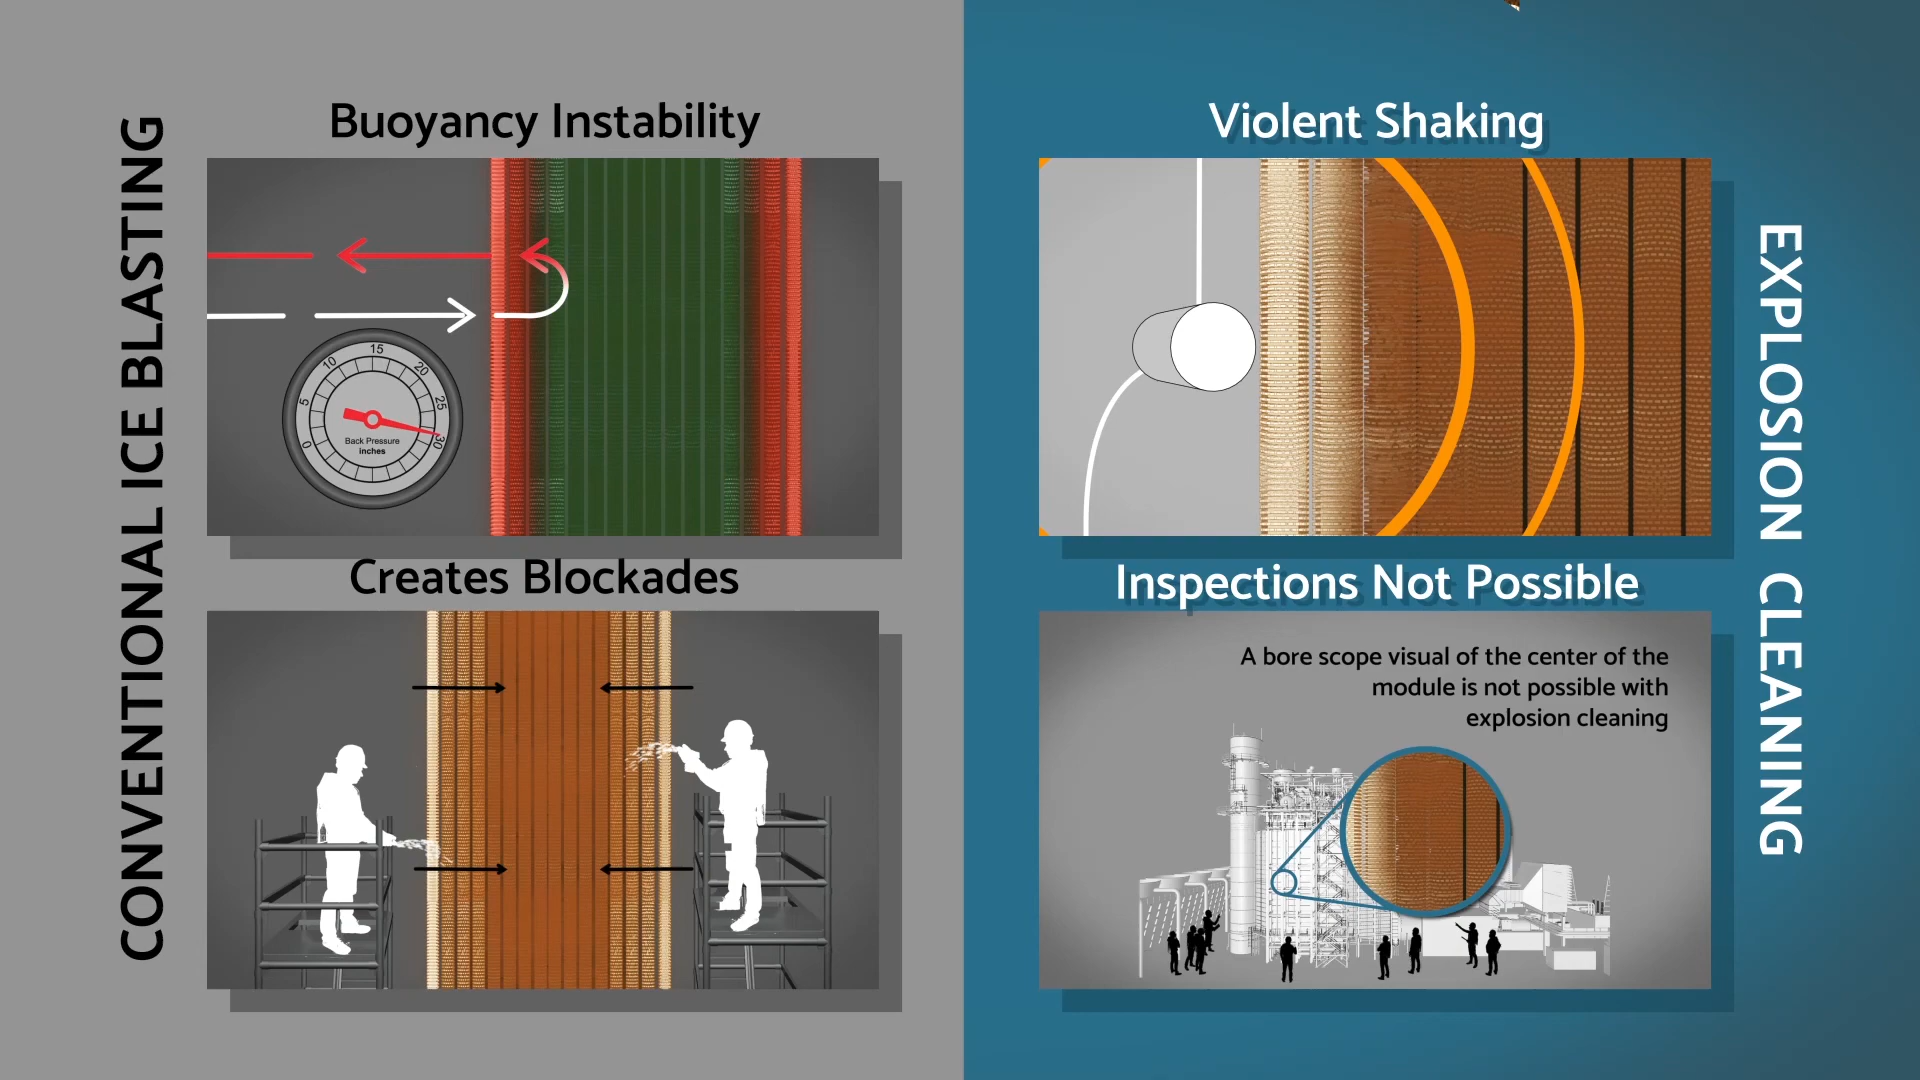 CONVENTIONAL ICE BLASTING
Buoyancy Instability
0
5
10
15
20
25
30
Back Pressure
inches
Creates Blockades
Violent Shaking
Inspections Not Possible
A bore scope visual of the center of the
module is not possible with
explosion cleaning
EXPLOSION CLEANING